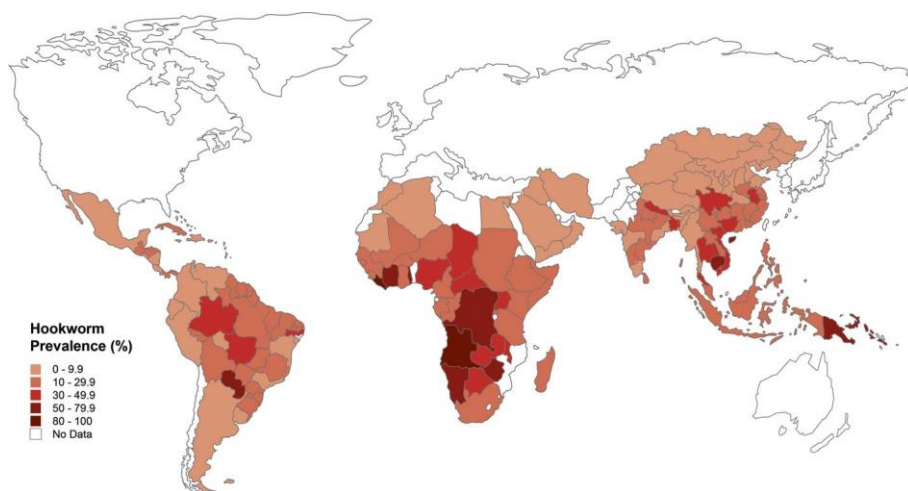 Hookworm
Prevalence (%)
0 - 9.9
10 - 29.9
30 - 49.9
50 - 79.9
80 - 100
No Data